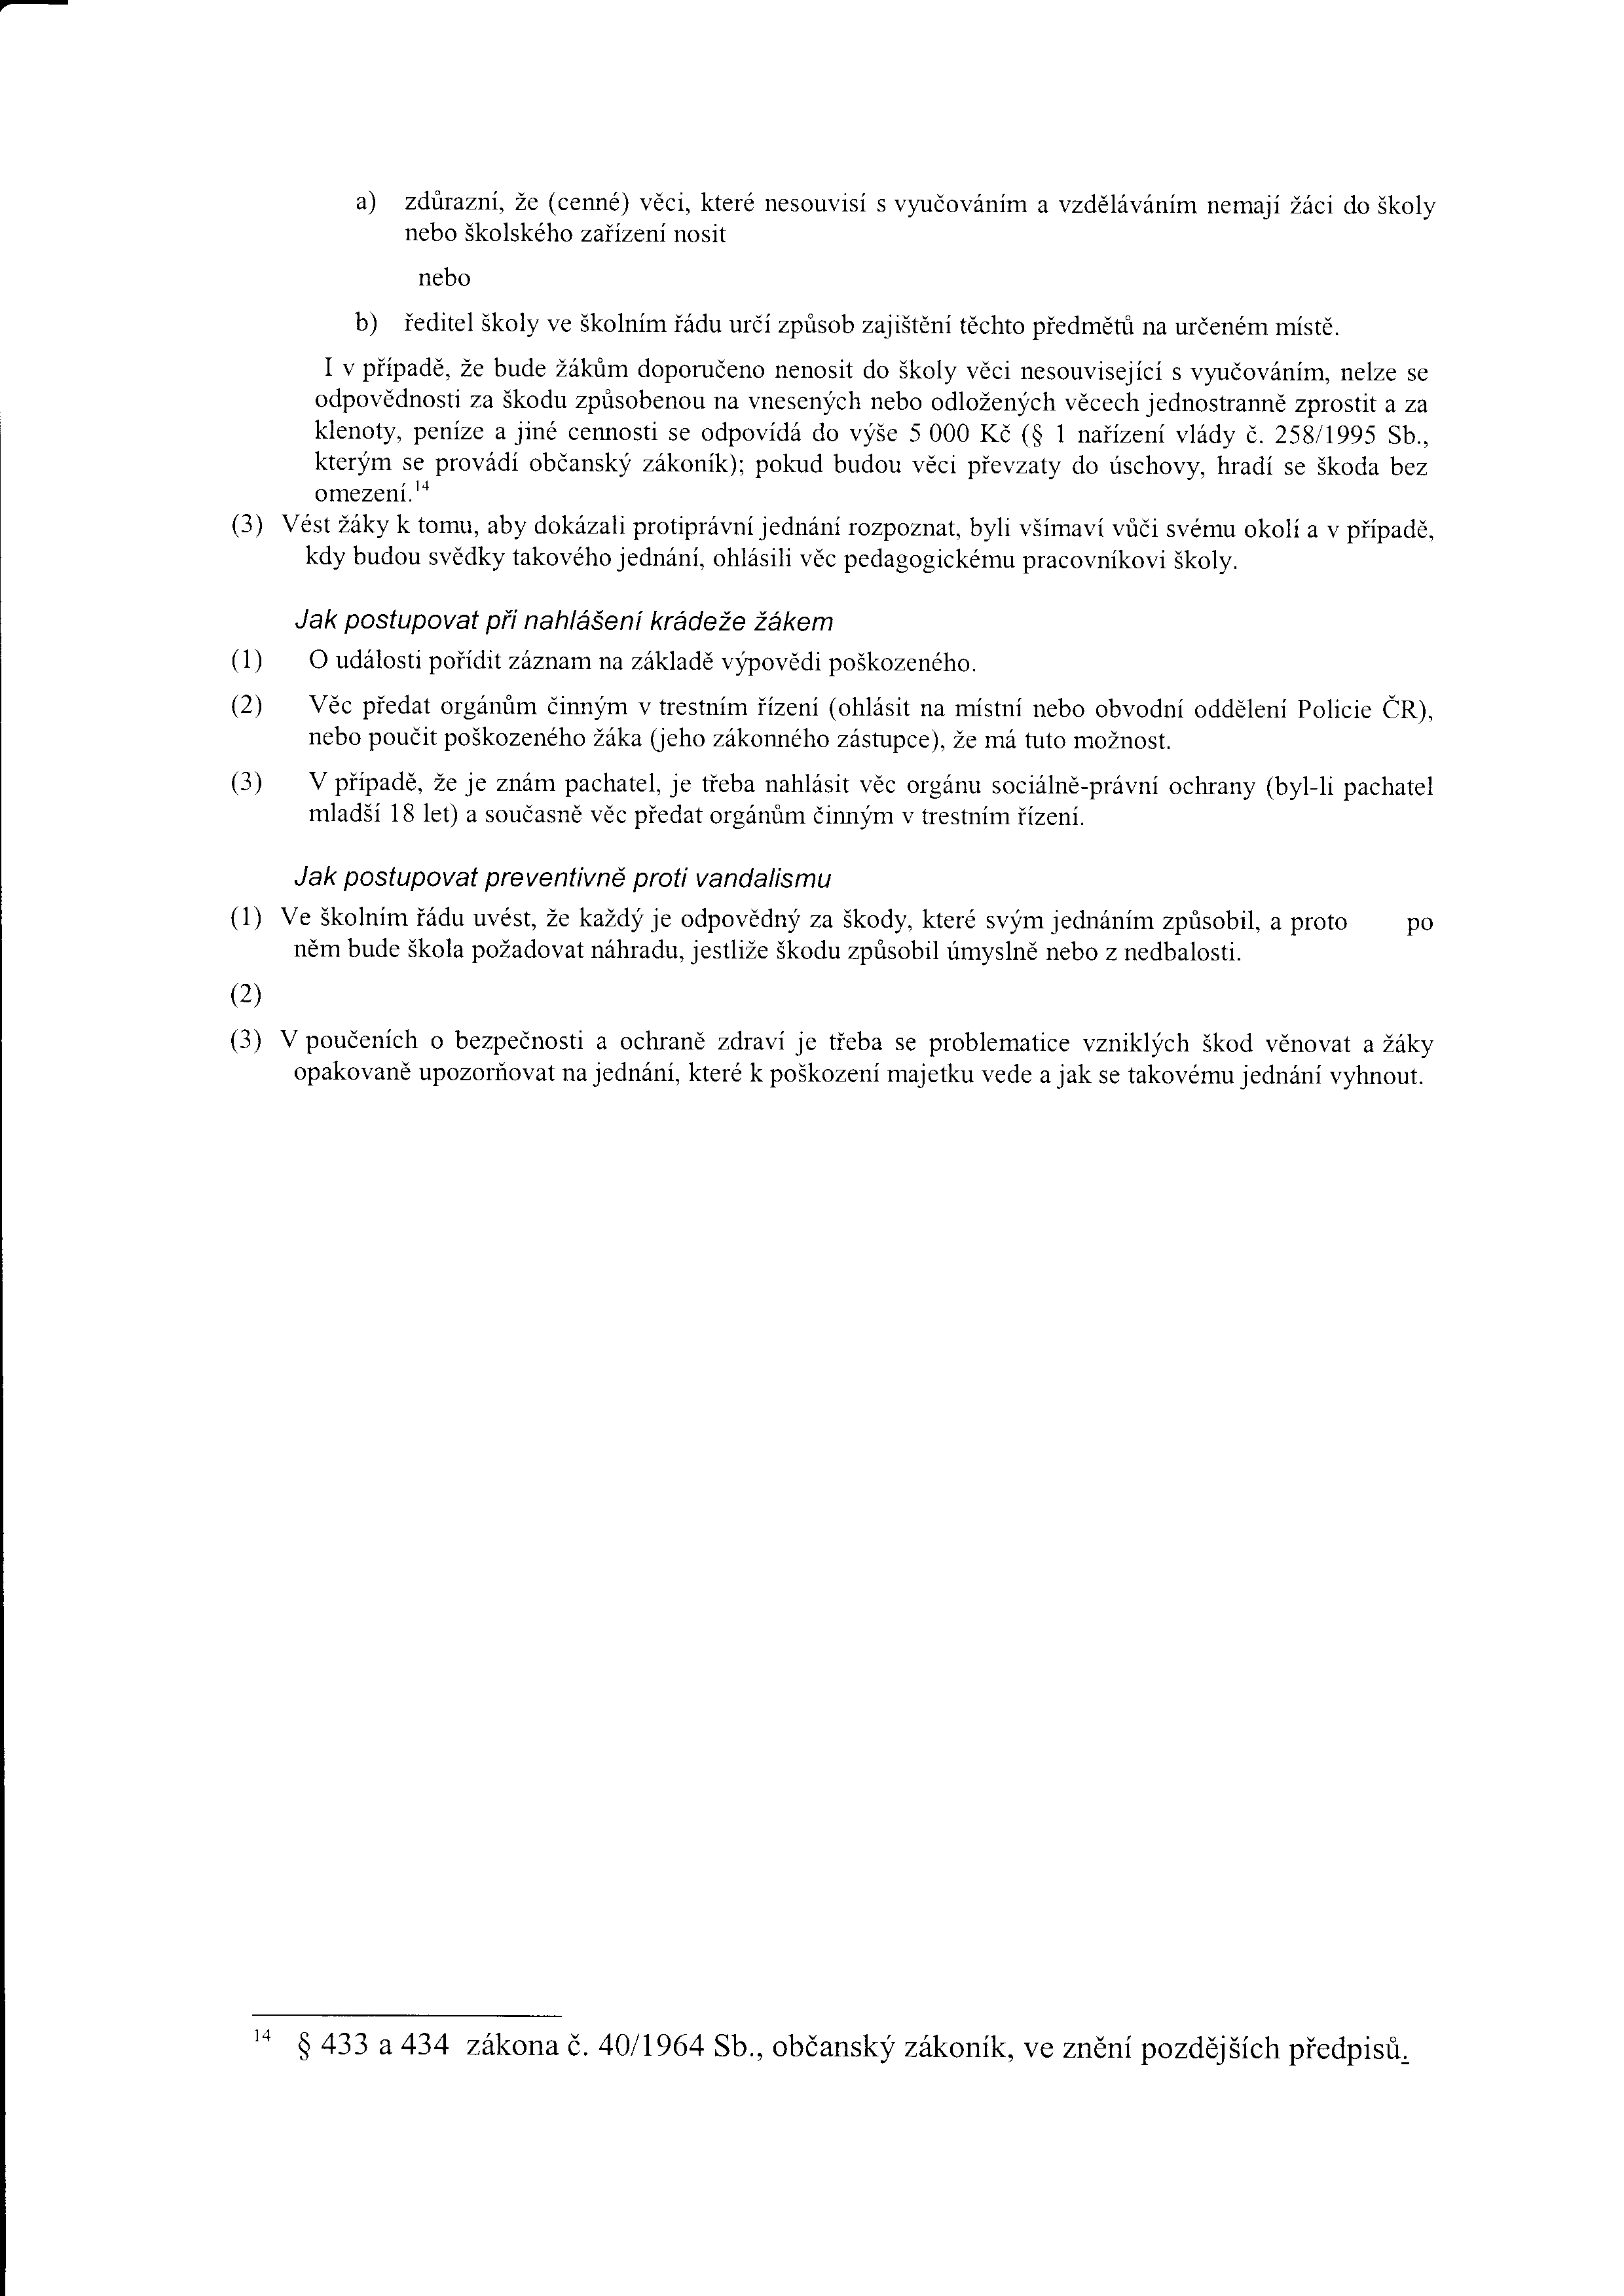 a) zdůrazní, že (cenné) věci, které nesouvisí s vyučováním a vzděláváním nemají žáci do školy
nebo školského zařízení nosit
nebo
b) ředitel školy ve školním řádu určí způsob zajištění těchto předmětů na určeném místě.
I v případě, že bude žákům doporučeno nenosit do školy věci nesouvisející s vyučováním, nelze se
odpovědnosti za škodu způsobenou na vnesených nebo odložených věcech jednostranně zprostit a za
klenoty, peníze a jiné cennosti se odpovídá do výše 5 000 Kč (§ 1 nařízení vlády č. 258/1995 Sb.,
kterým se provádí občanský zákoník); pokud budou věci převzaty do úschovy, hradí se škoda bez
omezení.14
(3) Vést žáky k tomu, aby dokázali protiprávní jednání rozpoznat, byli všímaví vůči svému okolí a v případě,
kdy budou svědky takového jednání, ohlásili věc pedagogickému pracovníkovi školy.
Jak postupovat při nahlášení krádeže žákem
(1) O události pořídit záznam na základě výpovědi poškozeného.
(2) Věc předat orgánům činným v trestním řízení (ohlásit na místní nebo obvodní oddělení Policie ČR),
nebo poučit poškozeného žáka (jeho zákonného zástupce), že má tuto možnost.
(3) V případě, že je znám pachatel, je třeba nahlásit věc orgánu sociálně-právní ochrany (byl-li pachatel
mladší 18 let) a současně věc předat orgánům činným v trestním řízení.
Jak postupovat preventivně proti vandalismu
(1) Ve školním řádu uvést, že každý je odpovědný za škody, které svým jednáním způsobil, a proto po
něm bude škola požadovat náhradu, jestliže škodu způsobil úmyslně nebo z nedbalosti.
(2)
(3) V poučeních o bezpečnosti a ochraně zdraví je třeba se problematice vzniklých škod věnovat a žáky
opakovaně upozorňovat na jednání, které k poškození majetku vede a jak se takovému jednání vyhnout.
14 § 433 a 434 zákona č. 40/1964 Sb., občanský zákoník, ve znění pozdějších předpisů.